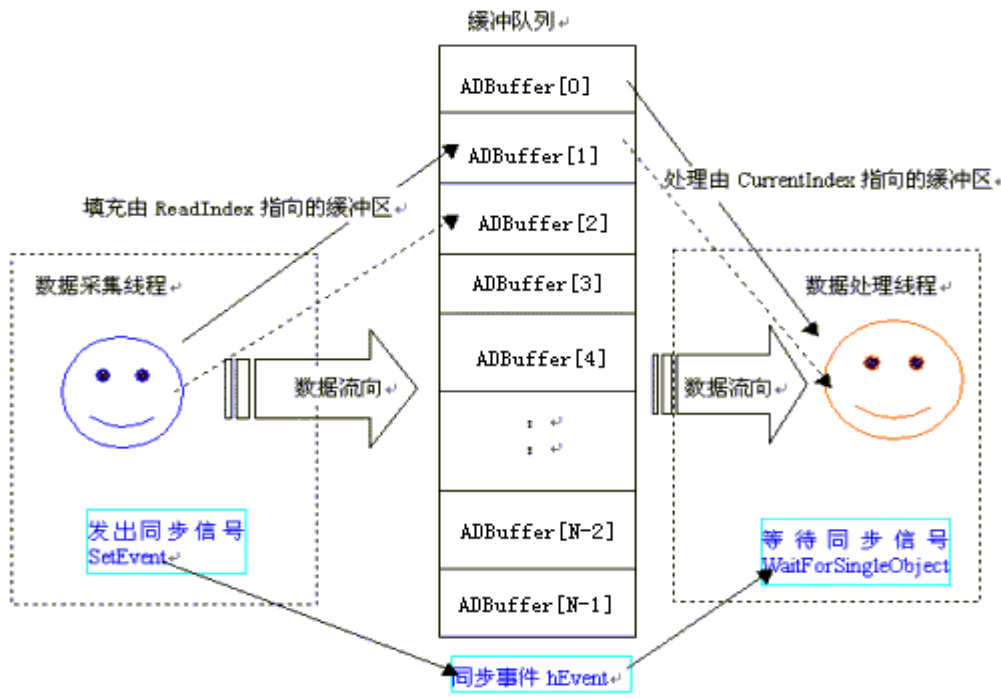 缓冲队列
ADBuffer[0]
ADBuffer[1]
处理由 CurrentIndex 指向的缓冲区
填充由 ReadIndex 指向的缓冲区
ADBuffer[2]
数据采集线程
ADBuffer[3]
数据处理线程
ADBuffer[4]
数据流向
数据流向
:
:
发出同步信号
SetEvent
ADBuffer[N-2]
等待同步信号
WaitForSingleObject
ADBuffer[N-1]
同步事件 hEvent